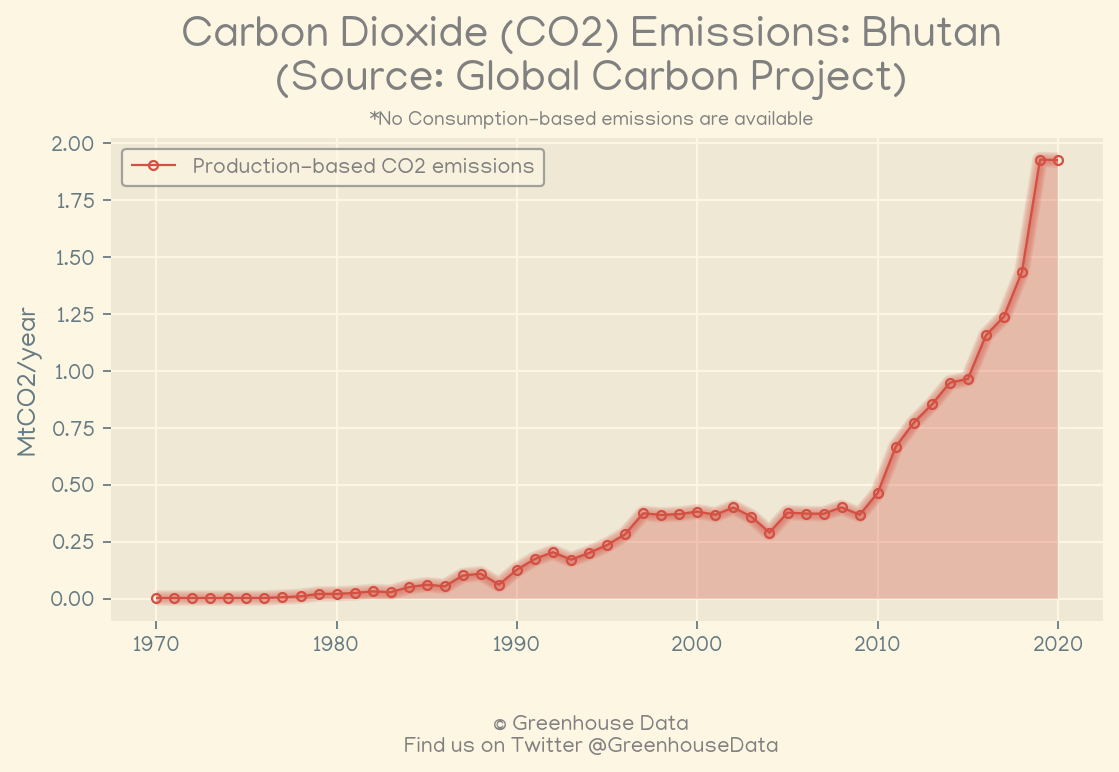 Carbon Dioxide (CO2) Emissions: Bhutan
(Source: Global Carbon Project)
*No Consumption-based emissions are available
Production-based CO2 emissions
MtCO2/year
2.00
1.75
1.50
1.25
1.00
0.75
0.50
0.25
0.00
1970 1980 1990 2000 2010 2020
© Greenhouse Data
Find us on Twitter @GreenhouseData